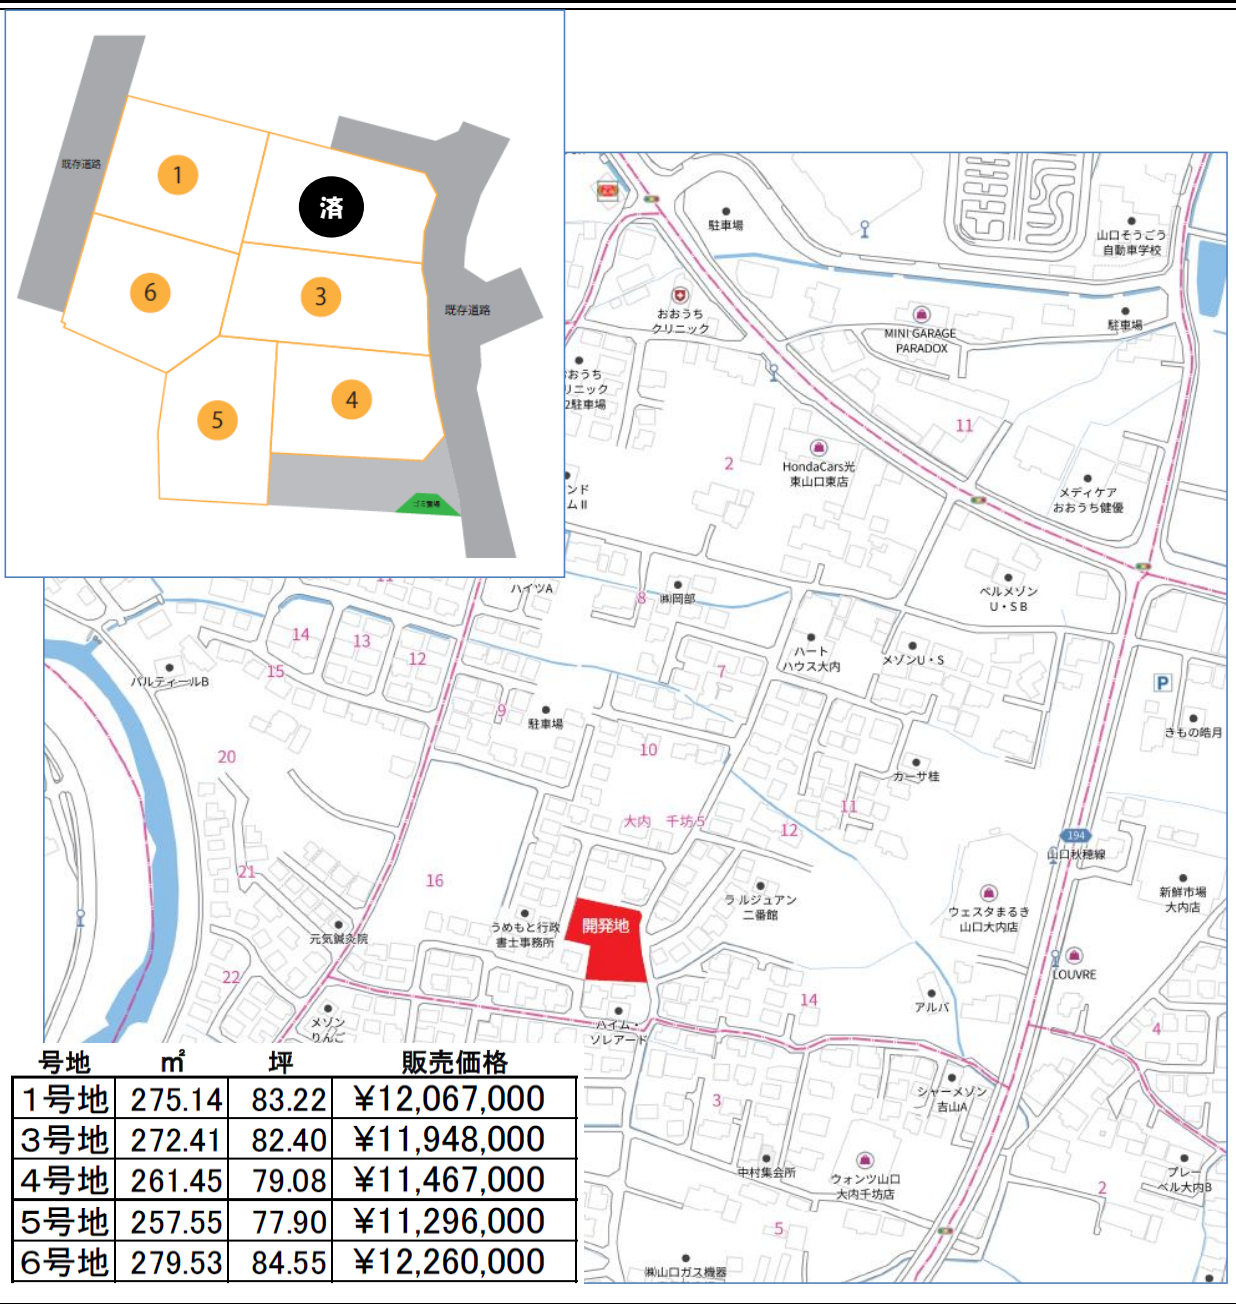 既存道路
1
済
6
3
既存道路
5
4
ゴミ置場
駐車場
山口そうごう
自動車学校
おおうち
クリニック
MINI GARAGE
PARADOX
駐車場
おうち
リニック
2駐車場
11
2
HondaCars光
東山口東店
メディケア
おおうち健優
ンド
ムⅡ
11
ハイツA
8
㈱岡部
ベルメゾン
U・S B
14
13
12
15
ハート
ハウス大内
メゾンU・S
パルティールB
7
P
9
駐車場
きもの皓月
20
10
カーサ桂
大内 千坊 5
11
12
194
山口秋穂線
21
16
ラ ルジュアン
二番館
新鮮市場
大内店
開発地
うめもと行政
書士事務所
ウェスタまるき
山口大内店
元気鍼灸院
22
LOUVRE
14
アルバ
メゾン
りんご
ハイム・
ソレアード
4
シャーメゾン
吉山A
3
中村集会所
ウォンツ山口
大内千坊店
プレー
ベル大内B
2
5
㈱山口ガス機器
号地 ㎡ 坪 販売価格
1号地 275.14 83.22 ¥12,067,000
3号地 272.41 82.40 ¥11,948,000
4号地 261.45 79.08 ¥11,467,000
5号地 257.55 77.90 ¥11,296,000
6号地 279.53 84.55 ¥12,260,000